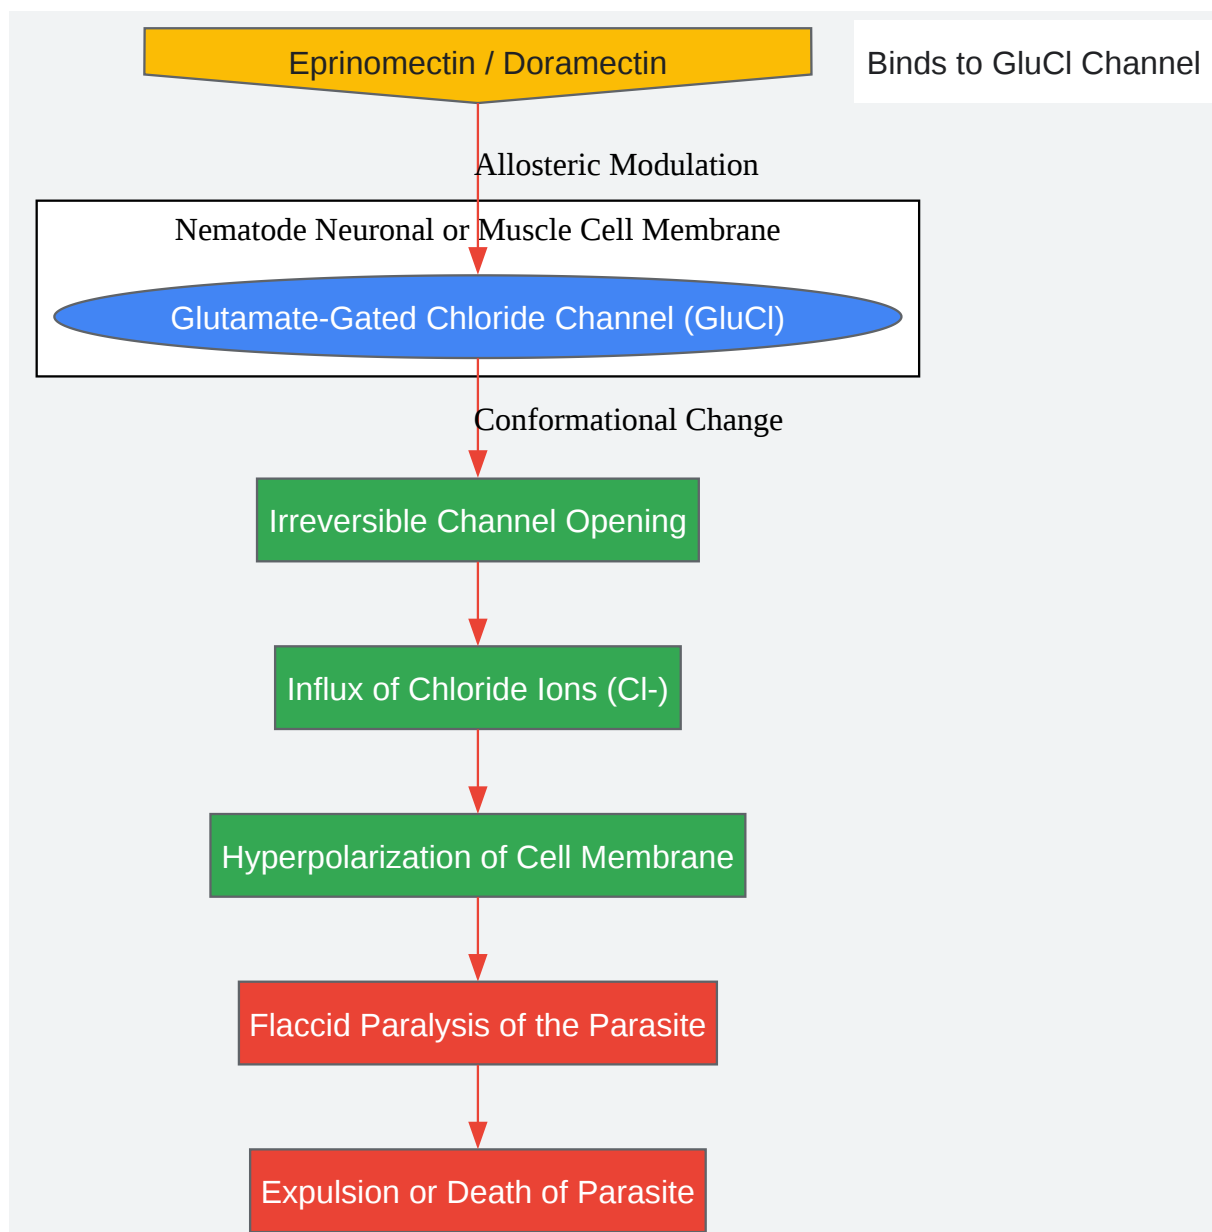 Eprinomectin / Doramectin
Binds to GluCl Channel
Allosteric Modulation
Nematode Neuronal or Muscle Cell Membrane
Glutamate-Gated Chloride Channel (GluCl)
Conformational Change
Irreversible Channel Opening
Influx of Chloride Ions (Cl-)
Hyperpolarization of Cell Membrane
Flaccid Paralysis of the Parasite
Expulsion or Death of Parasite